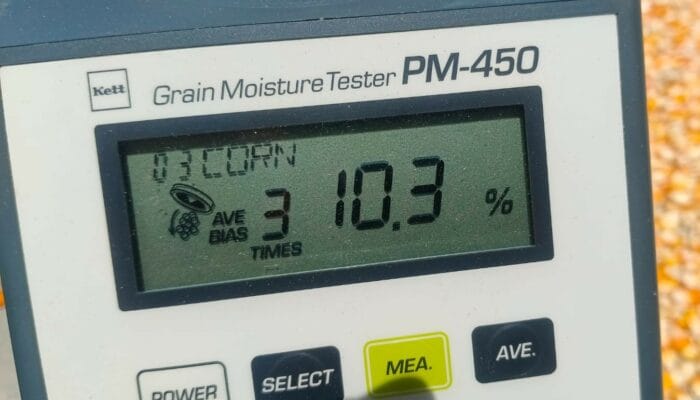 Kett Grain Moisture Tester PM-450
03 CORN
AVE 3 10.3 %
BIAS
TIMES
POWER SELECT MEA. AVE.